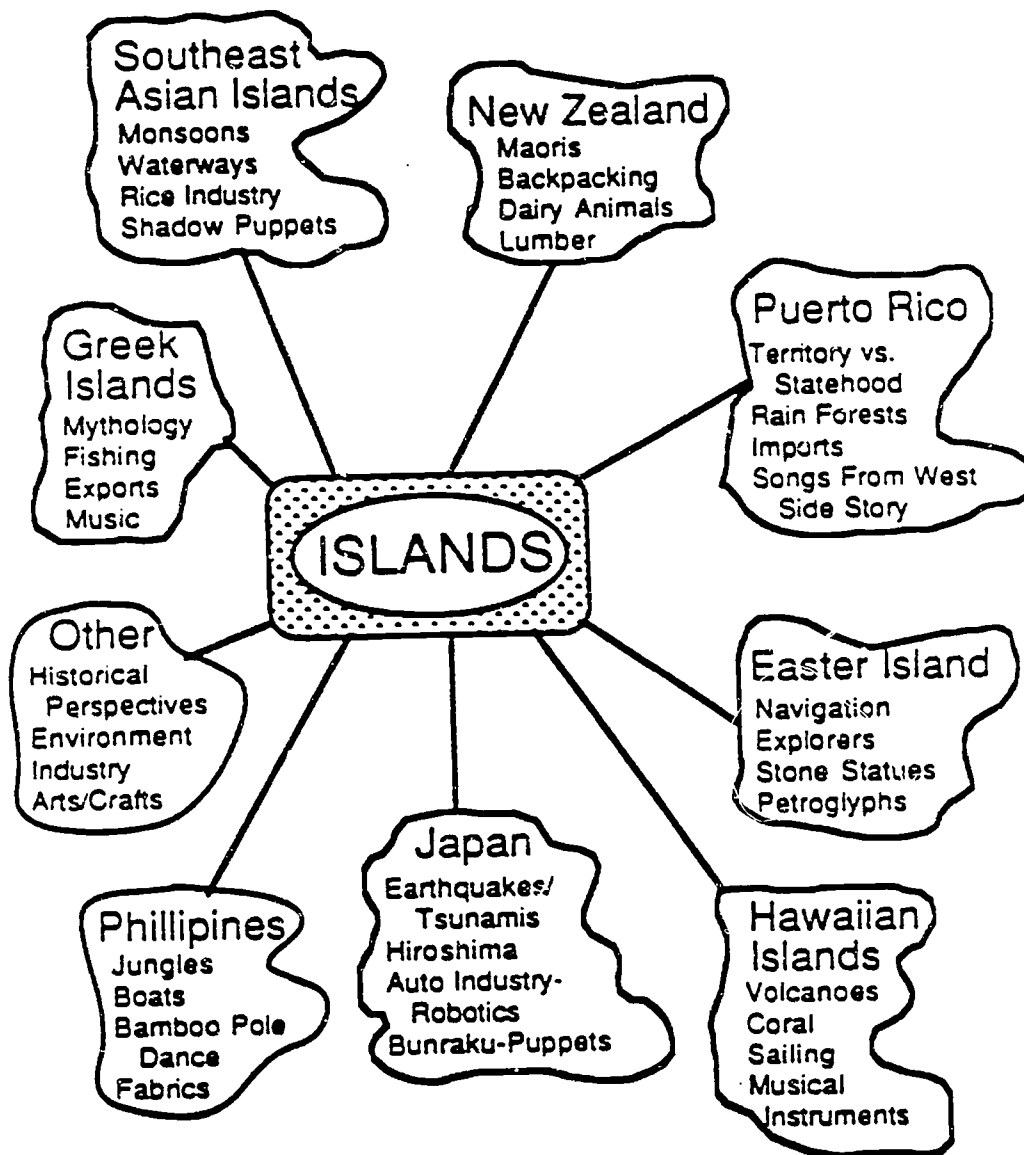 Southeast
Asian Islands
Monsoons
Waterways
Rice Industry
Shadow Puppets
New Zealand
Maoris
Backpacking
Dairy Animals
Lumber
Puerto Rico
Territory vs.
Statehood
Rain Forests
Imports
Songs From West
Side Story
Greek
Islands
Mythology
Fishing
Exports
Music
ISLANDS
Other
Historical
Perspectives
Environment
Industry
Arts/Crafts
Easter Island
Navigation
Explorers
Stone Statues
Petroglyphs
Phillipines
Jungles
Boats
Bamboo Pole
Dance
Fabrics
Japan
Earthquakes/
Tsunamis
Hiroshima
Auto Industry-
Robotics
Bunraku-Puppets
Hawaiian
Islands
Volcanoes
Coral
Sailing
Musical
Instruments